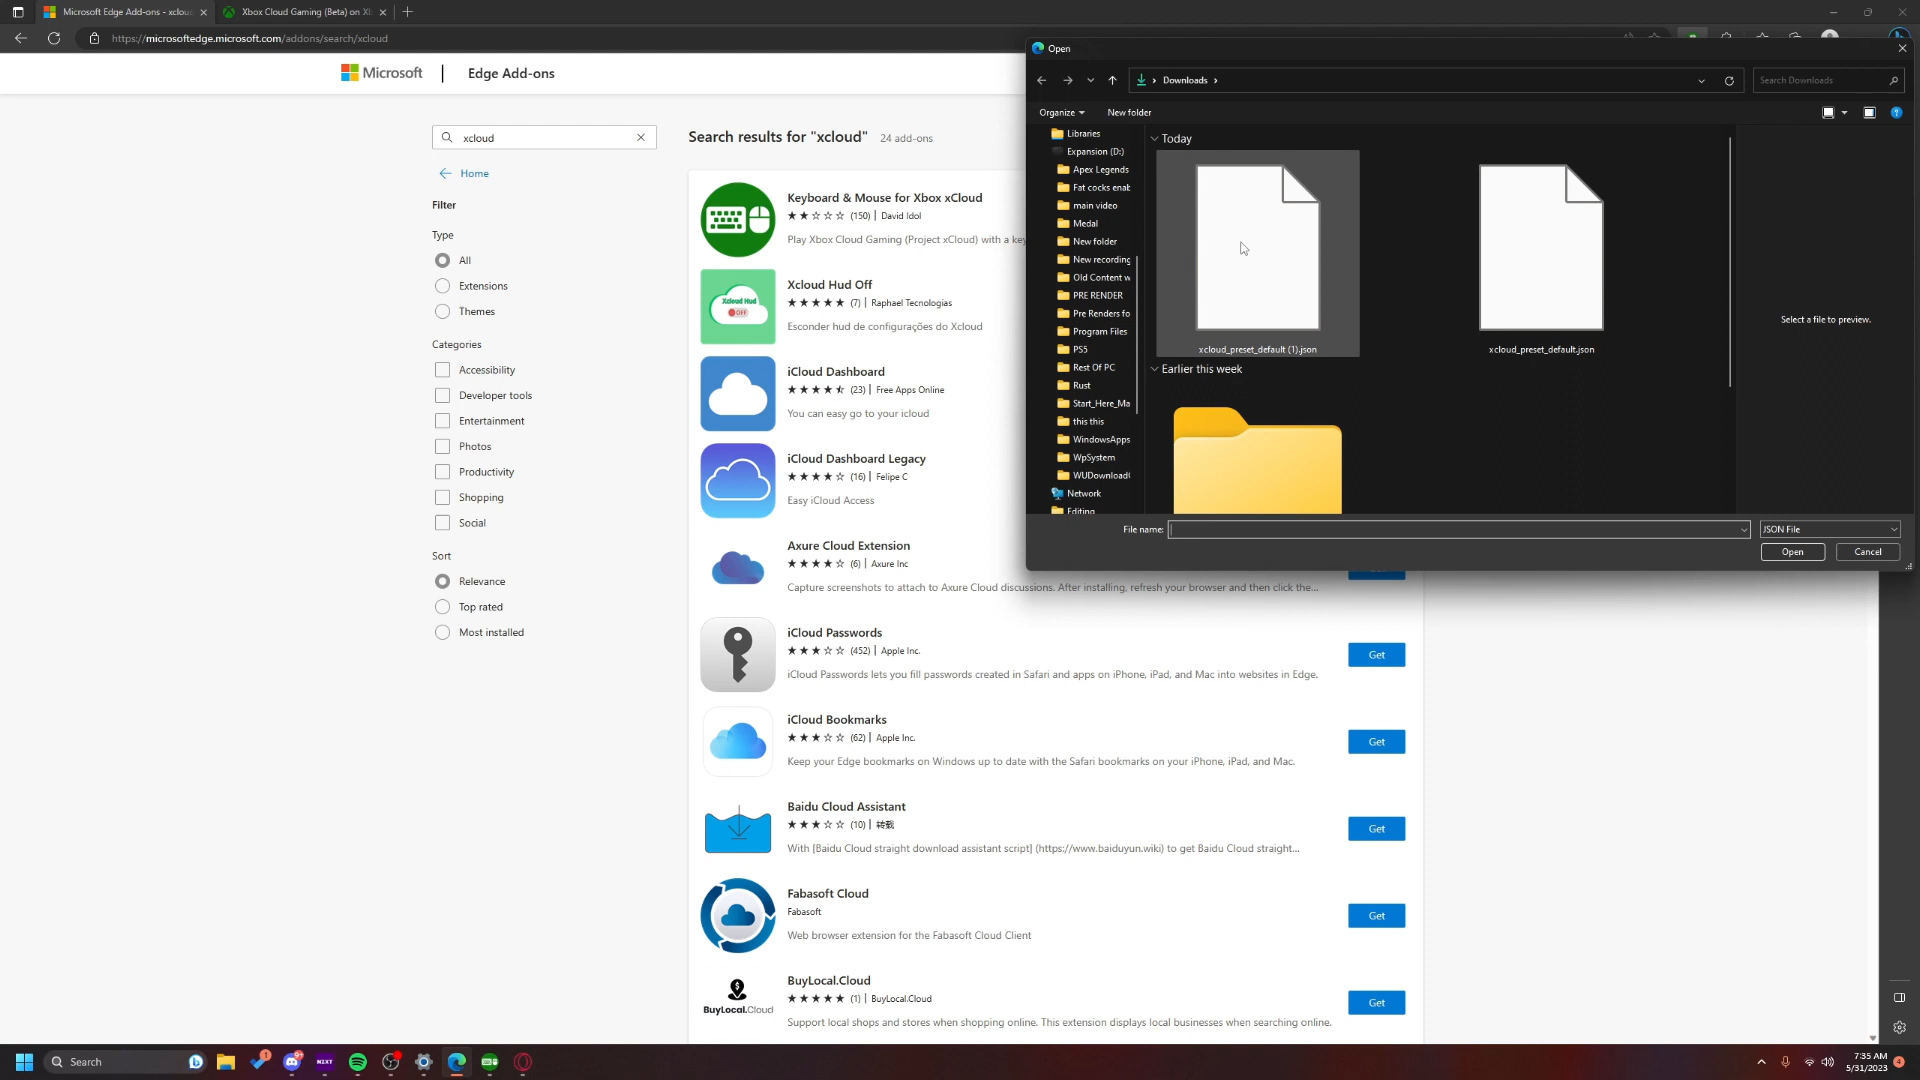 Microsoft Edge Add-ons - xclou
Xbox Cloud Gaming (Beta) on Xb
https://microsoftedge.microsoft.com/addons/search/xcloud
Microsoft
Edge Add-ons
xcloud
Home
Filter
Type
All
Extensions
Themes
Categories
Accessibility
Developer tools
Entertainment
Photos
Productivity
Shopping
Social
Sort
Relevance
Top rated
Most installed
Search results for "xcloud"
24 add-ons
Keyboard & Mouse for Xbox xCloud
(150) | David Idol
Play Xbox Cloud Gaming (Project xCloud) with a key
Xcloud Hud
OFF
Xcloud Hud Off
(7) | Raphael Tecnologias
Esconder hud de configurações do Xcloud
iCloud Dashboard
(23) | Free Apps Online
You can easy go to your icloud
iCloud Dashboard Legacy
(16) | Felipe C
Easy iCloud Access
Axure Cloud Extension
(6) | Axure Inc
Capture screenshots to attach to Axure Cloud discussions. After installing, refresh your browser and then click the...
iCloud Passwords
(452) | Apple Inc.
iCloud Passwords lets you fill passwords created in Safari and apps on iPhone, iPad, and Mac into websites in Edge.
Get
iCloud Bookmarks
(62) | Apple Inc.
Keep your Edge bookmarks on Windows up to date with the Safari bookmarks on your iPhone, iPad, and Mac.
Get
Baidu Cloud Assistant
(10) | 转载
With [Baidu Cloud straight download assistant script] (https://www.baiduyun.wiki) to get Baidu Cloud straight...
Get
Fabasoft Cloud
Fabasoft
Web browser extension for the Fabasoft Cloud Client
Get
BuyLocal.Cloud
BuyLocal.Cloud
(1) | BuyLocal.Cloud
Support local shops and stores when shopping online. This extension displays local businesses when searching online.
Get
Open
Downloads
Search Downloads
Organize
New folder
Libraries
Expansion (D:)
Apex Legends
Fat cocks enab
main video
Medal
New folder
New recording
Old Content w
PRE RENDER
Pre Renders fo
Program Files
PS5
Rest Of PC
Rust
Start_Here_Ma
this this
WindowsApps
WpSystem
WUDownload
Network
Editing
Today
xcloud_preset_default (1).json
xcloud_preset_default.json
Earlier this week
Select a file to preview.
File name:
JSON File
Open
Cancel
Search
1
9+
NEXT
7:35 AM
5/31/2023
4